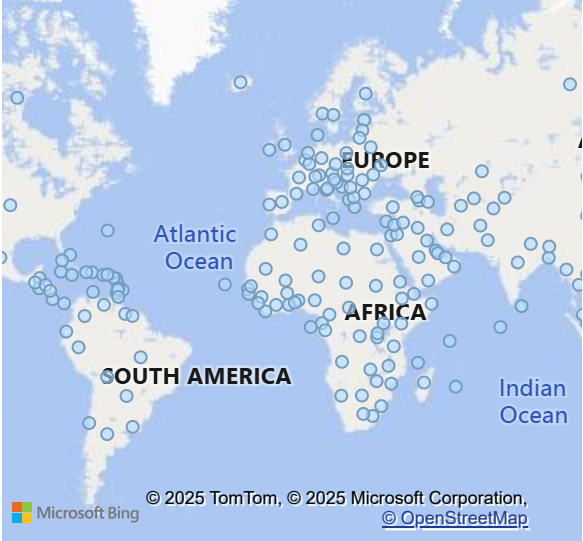 EUROPE
A
Atlantic
Ocean
AFRICA
SOUTH AMERICA
Indian
Ocean
© 2025 TomTom, © 2025 Microsoft Corporation,
Microsoft Bing
© OpenStreetMap